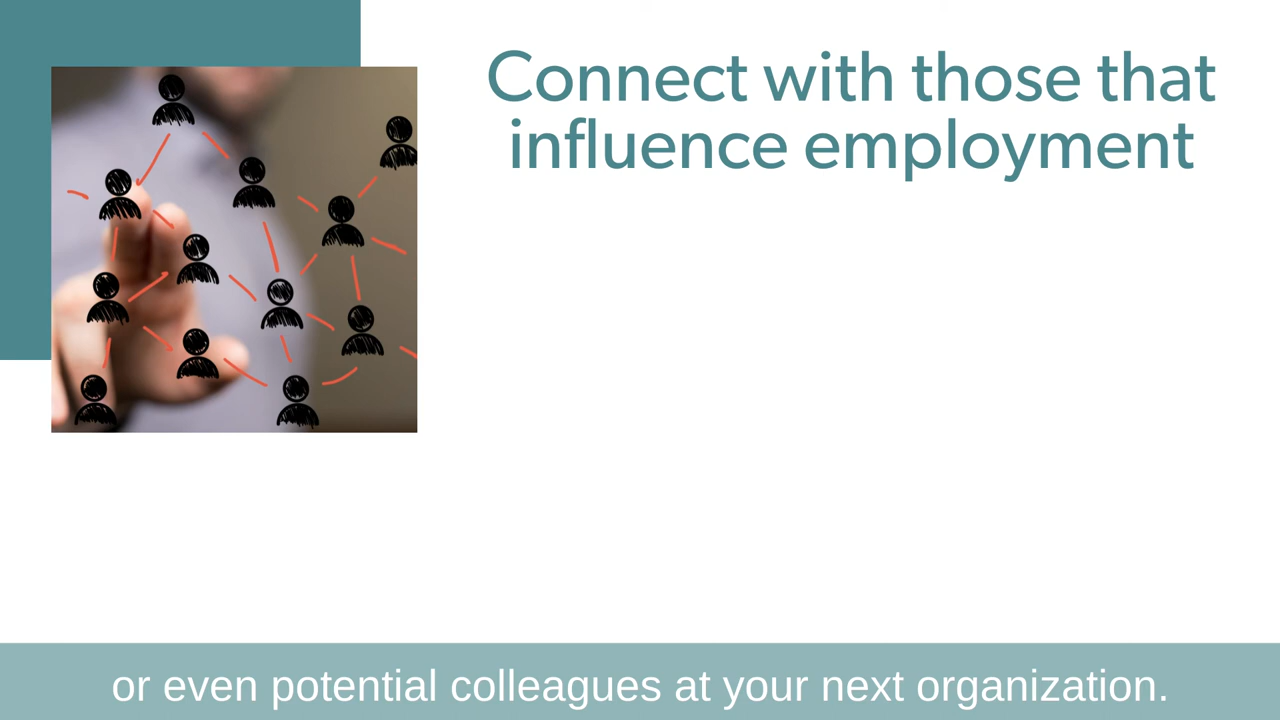 Connect with those that
influence employment
or even potential colleagues at your next organization.